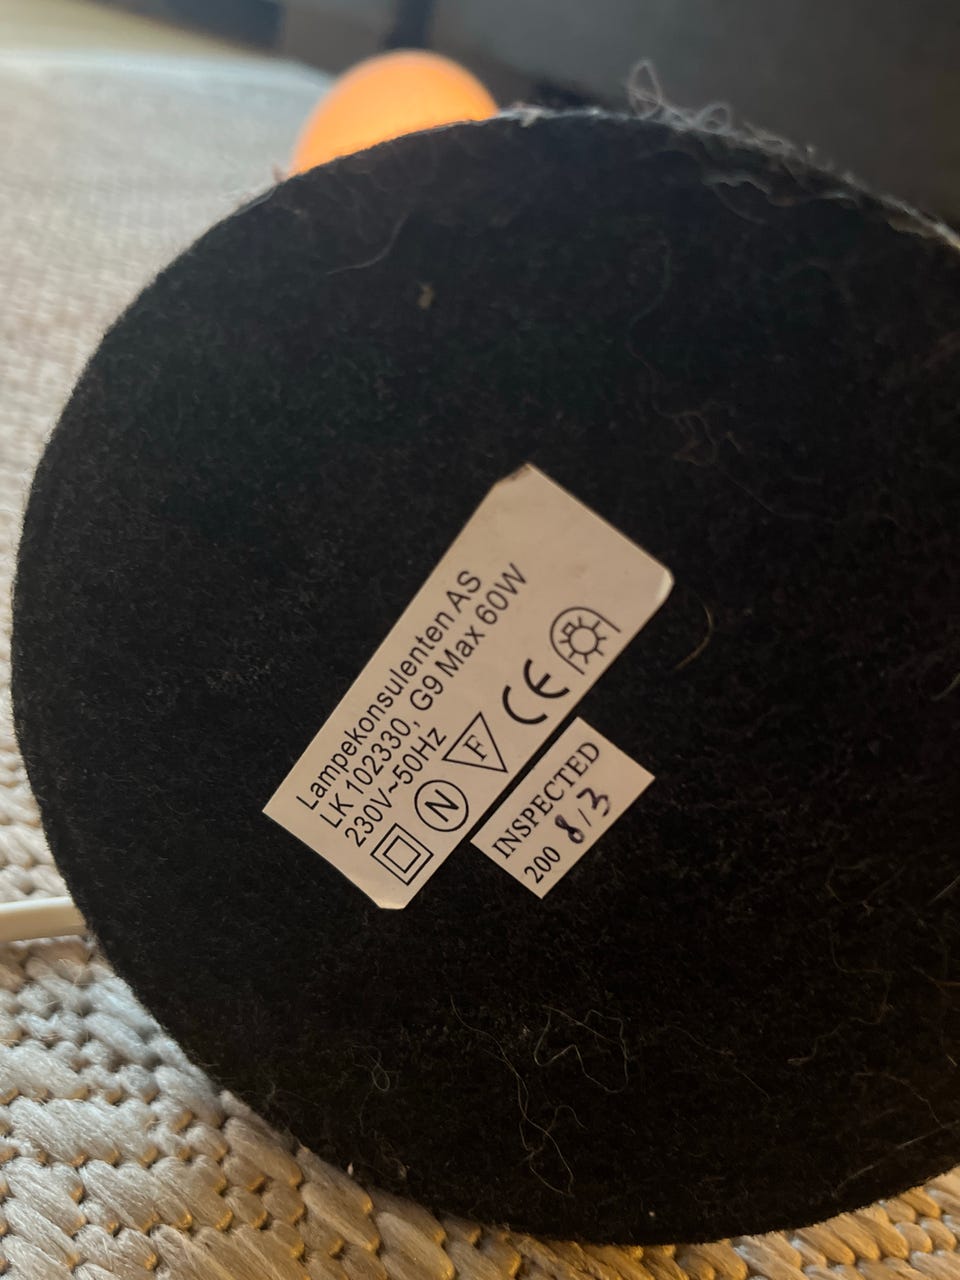 Lampekonsulenten AS
LK 102330, G9 Max 60W
230V~50Hz
N F CE
INSPECTED
200 8/3